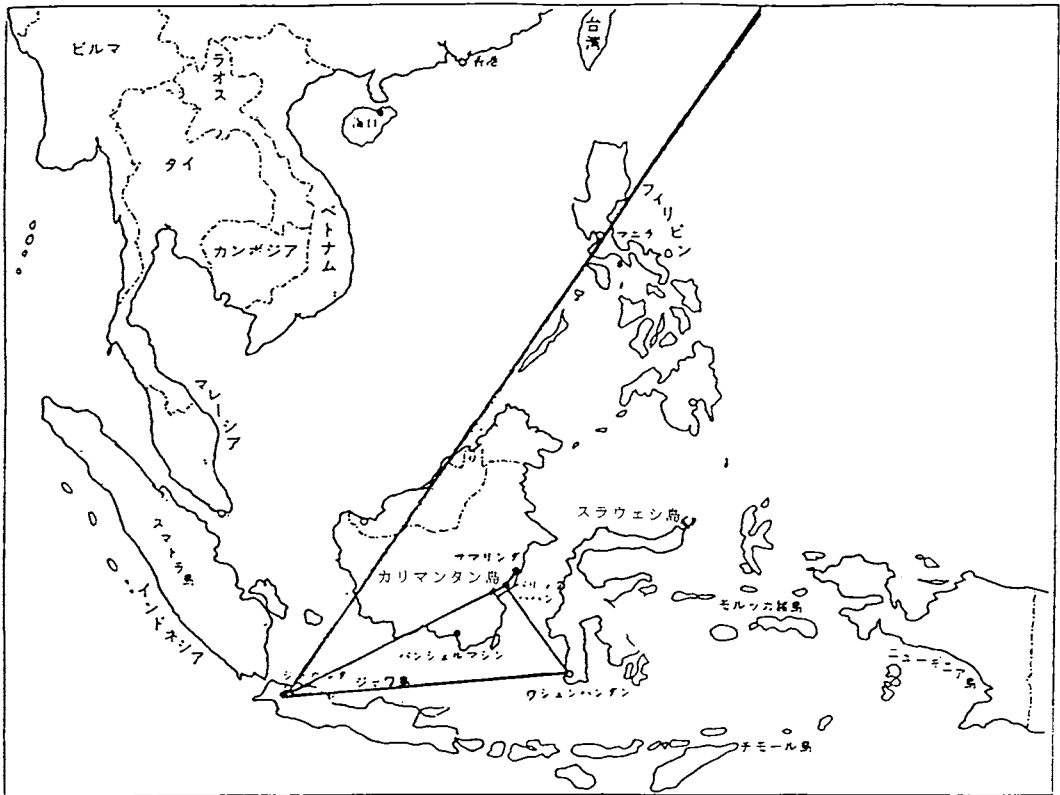 ビルマ
ラオス
台湾
香港
海口
タイ
カンボジア
ベトナム
フィリピン
マニラ
マレーシア
スマトラ島
インドネシア
スラウェシ島
サマリンダ
カリマンタン島
バンジェルマシン
モルッカ諸島
ニューギニア島
ジャワ島
ウジュンパンダン
チモール島